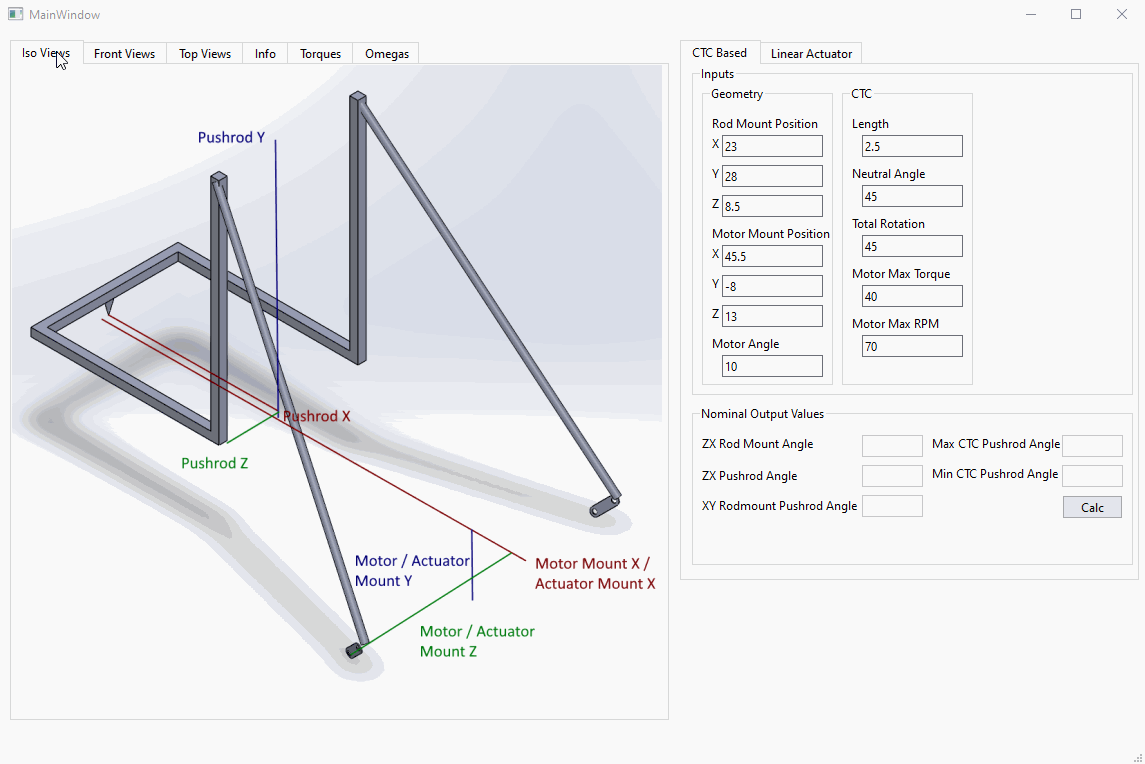 MainWindow
Iso Views
Front Views
Top Views
Info
Torques
Omegas
Pushrod Y
Pushrod X
Pushrod Z
Motor / Actuator
Mount Y
Motor Mount X /
Actuator Mount X
Motor / Actuator
Mount Z
CTC Based
Linear Actuator
Inputs
Geometry
Rod Mount Position
X 23
Y 28
Z 8.5
Motor Mount Position
X 45.5
Y -8
Z 13
Motor Angle
10
CTC
Length
2.5
Neutral Angle
45
Total Rotation
45
Motor Max Torque
40
Motor Max RPM
70
Nominal Output Values
ZX Rod Mount Angle
Max CTC Pushrod Angle
ZX Pushrod Angle
Min CTC Pushrod Angle
XY Rodmount Pushrod Angle
Calc